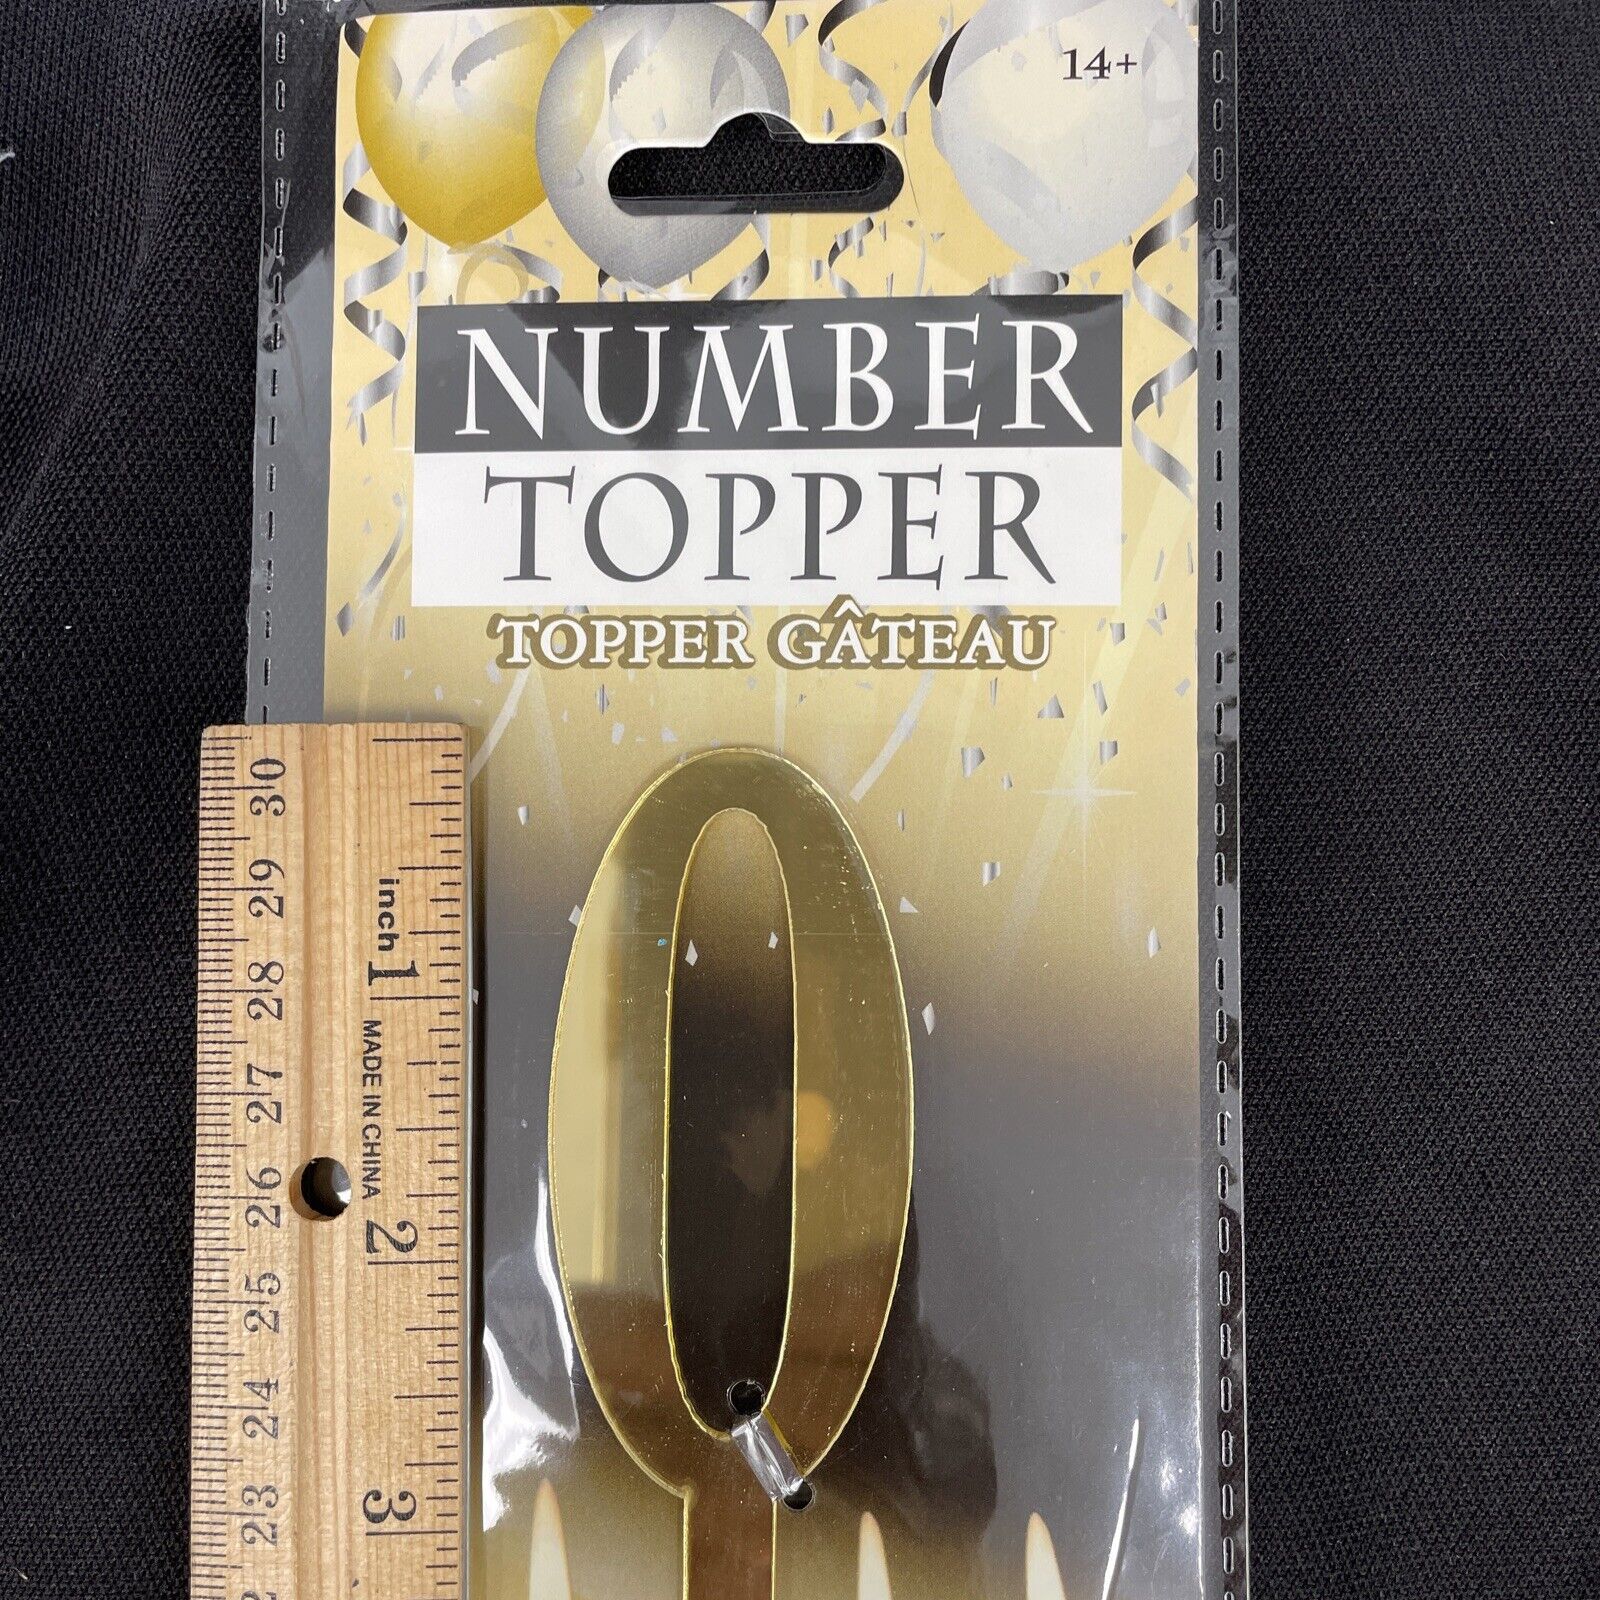 14+
NUMBER
TOPPER
TOPPER GÂTEAU
0
inch 1 2 3
MADE IN CHINA
30 29 28 27 26 25 24 23